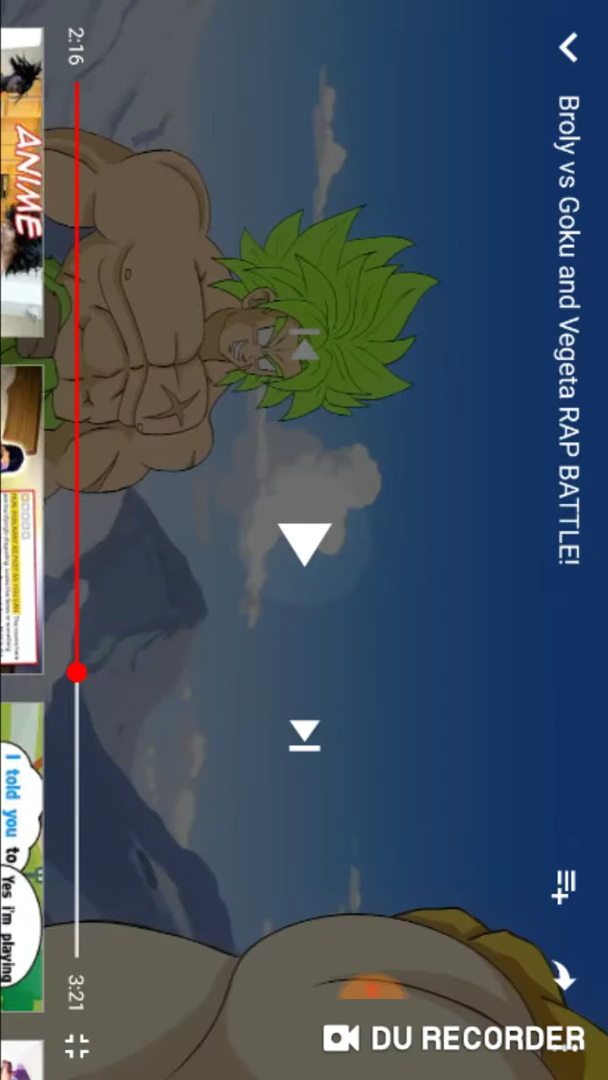 Broly vs Goku and Vegeta RAP BATTLE!
2:16
3:21
ANIME
I told you to
Yes i'm playing
DU RECORDER